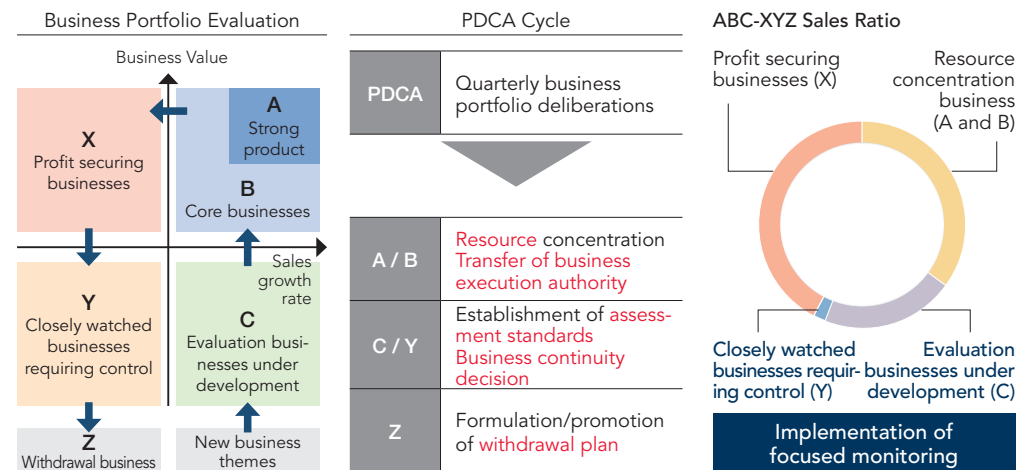 Business Portfolio Evaluation
Business Value
A
Strong
product
X
Profit securing
businesses
B
Core businesses
Sales
growth
rate
Y
Closely watched
businesses
requiring control
C
Evaluation busi-
nesses under
development
Z
Withdrawal business
New business
themes
PDCA Cycle
PDCA
Quarterly business
portfolio deliberations
A / B
Resource concentration
Transfer of business
execution authority
C / Y
Establishment of assess-
ment standards
Business continuity
decision
Z
Formulation/promotion
of withdrawal plan
ABC-XYZ Sales Ratio
Profit securing
businesses (X)
Resource
concentration
business
(A and B)
Closely watched
businesses requir-
ing control (Y)
Evaluation
businesses under
development (C)
Implementation of
focused monitoring